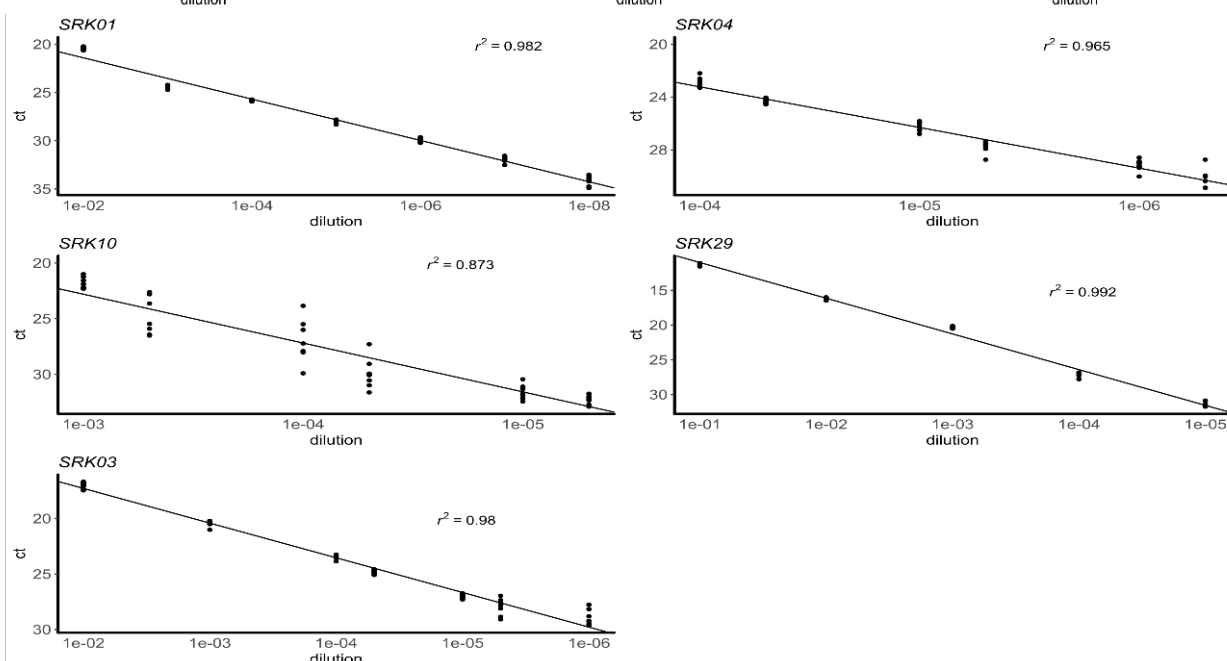 dilution dilution dilution
SRK01 SRK04
r² = 0.982 r² = 0.965
20
25
30
35
ct
1e-02 1e-04 1e-06 1e-08
dilution
20
24
28
ct
1e-04 1e-05 1e-06
dilution
SRK10 SRK29
r² = 0.873 r² = 0.992
20
25
30
ct
1e-03 1e-04 1e-05
dilution
15
20
25
30
ct
1e-01 1e-02 1e-03 1e-04 1e-05
dilution
SRK03
r² = 0.98
20
25
30
ct
1e-02 1e-03 1e-04 1e-05 1e-06
dilution